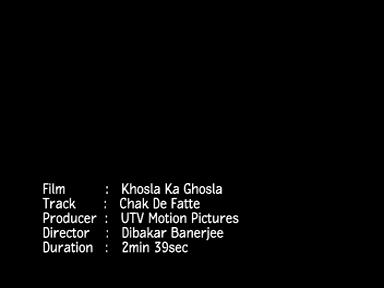 Film : Khosla Ka Ghosla
Track : Chak De Fatte
Producer : UTV Motion Pictures
Director : Dibakar Banerjee
Duration : 2min 39sec